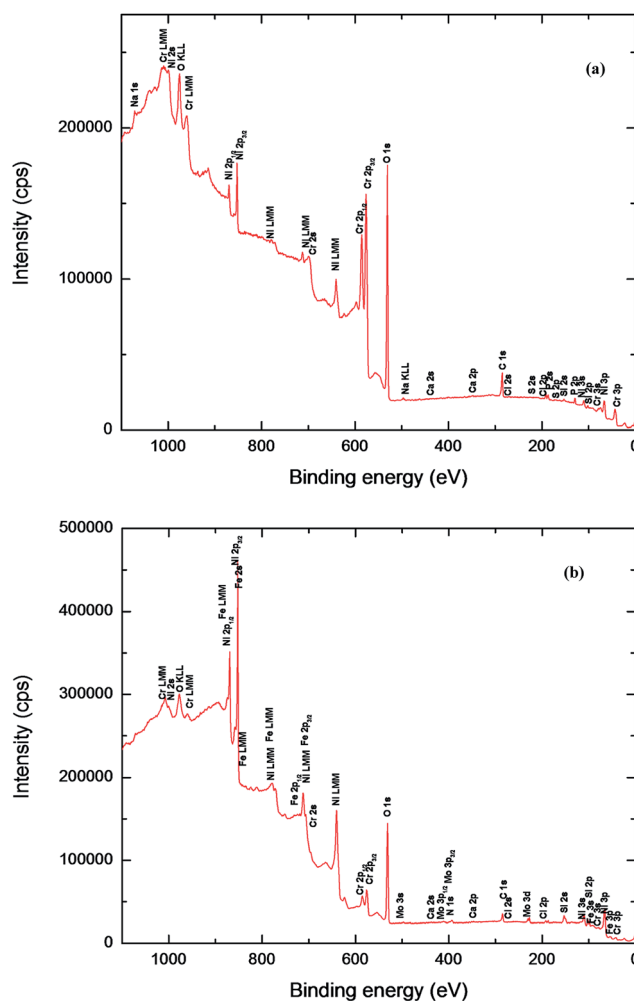 (a)
Intensity (cps)
200000
100000
0
Na 1s
Cr LMM
Ni 2s
O KLL
Cr LMM
Ni 2p1/2
Ni 2p3/2
Ni LMM
Ni LMM
Cr 2s
Ni LMM
Cr 2p1/2
Cr 2p3/2
O 1s
Na KLL
Ca 2s
Ca 2p
C 1s
Cl 2s
S 2s
Cl 2p
P 2s
S 2p
Si 2s
P 2p
Ni 3s
Si 2p
Cr 3s
Ni 3p
Cr 3p
1000 800 600 400 200 0
Binding energy (eV)
(b)
Intensity (cps)
500000
400000
300000
200000
100000
0
Cr LMM
Ni 2s
O KLL
Cr LMM
Ni 2p1/2 Fe LMM
Fe 2s Ni 2p3/2
Fe LMM
Ni LMM Fe LMM
Fe 2p1/2
Ni LMM Fe 2p3/2
Cr 2s
Ni LMM
Cr 2p1/2
Cr 2p3/2
O 1s
Mo 3s
Ca 2s
Mo 3p1/2
N 1s Mo 3p3/2
Ca 2p
C 1s
Cl 2s
Mo 3d
Cl 2p
Si 2s
Ni 3s
Si 2p
Fe 3s
Cr 3s
Ni 3p
Fe 3p
Cr 3p
1000 800 600 400 200 0
Binding energy (eV)